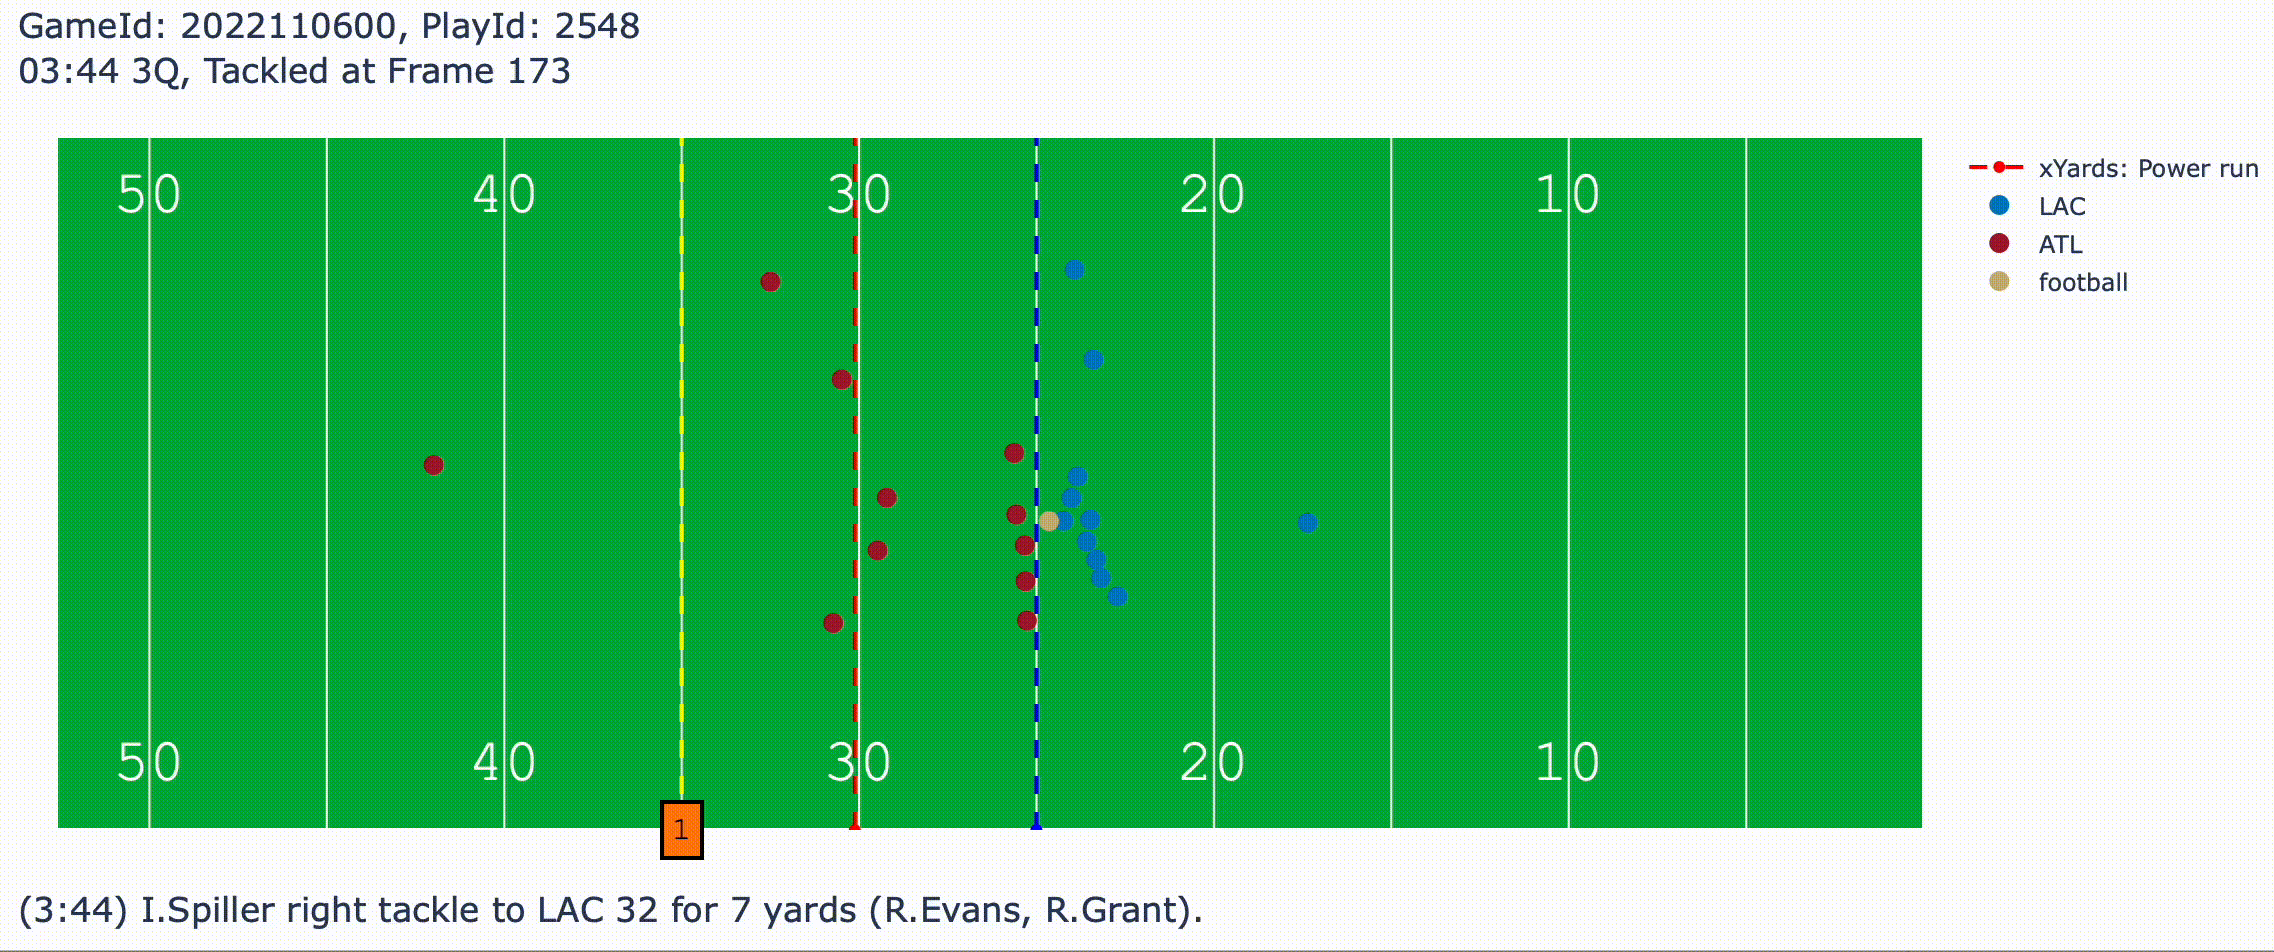 GameId: 2022110600, PlayId: 2548
03:44 3Q, Tackled at Frame 173
50 40 30 20 10
xYards: Power run
LAC
ATL
football
50 40 30 20 10
1
(3:44) I.Spiller right tackle to LAC 32 for 7 yards (R.Evans, R.Grant).